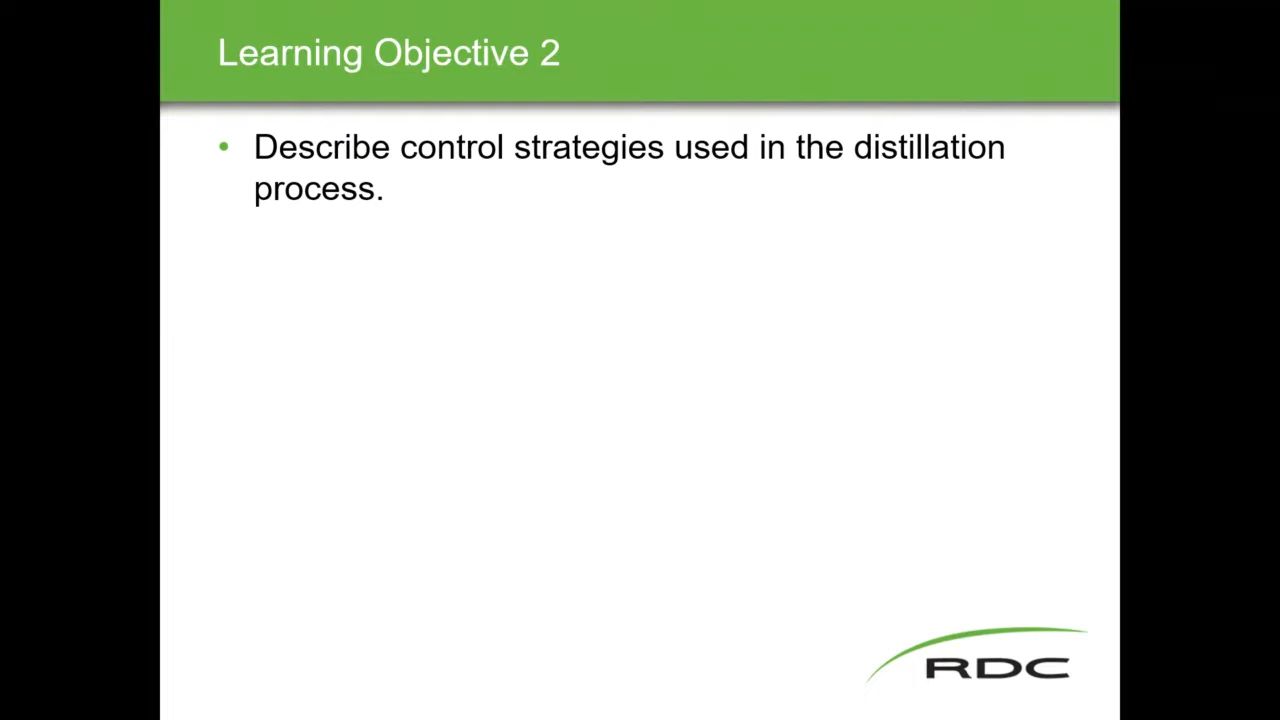 Learning Objective 2
• Describe control strategies used in the distillation
process.
RDC